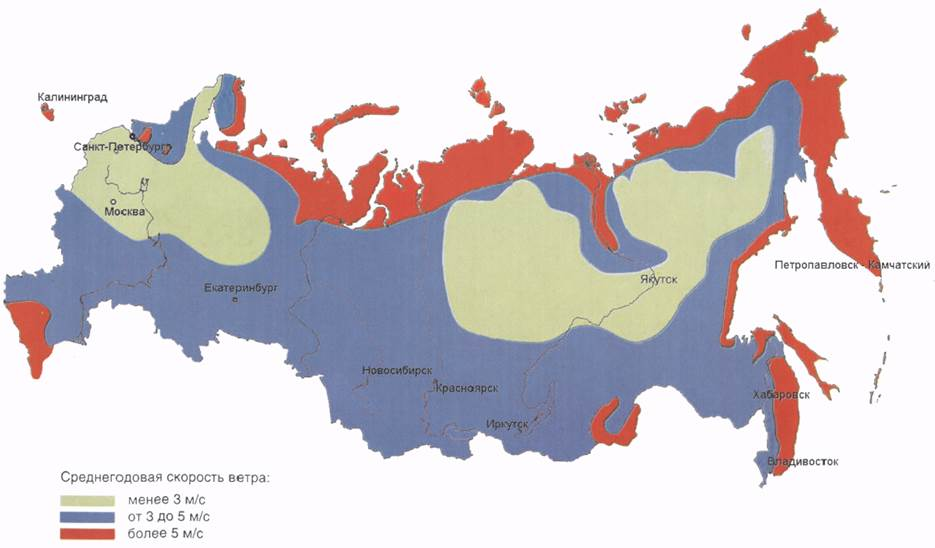 Калининград
Санкт-Петербург
Москва
Петропавловск - Камчатский
Якутск
Екатеринбург
Новосибирск
Красноярск
Хабаровск
Иркутск
Владивосток
Среднегодовая скорость ветра:
менее 3 м/с
от 3 до 5 м/с
более 5 м/с